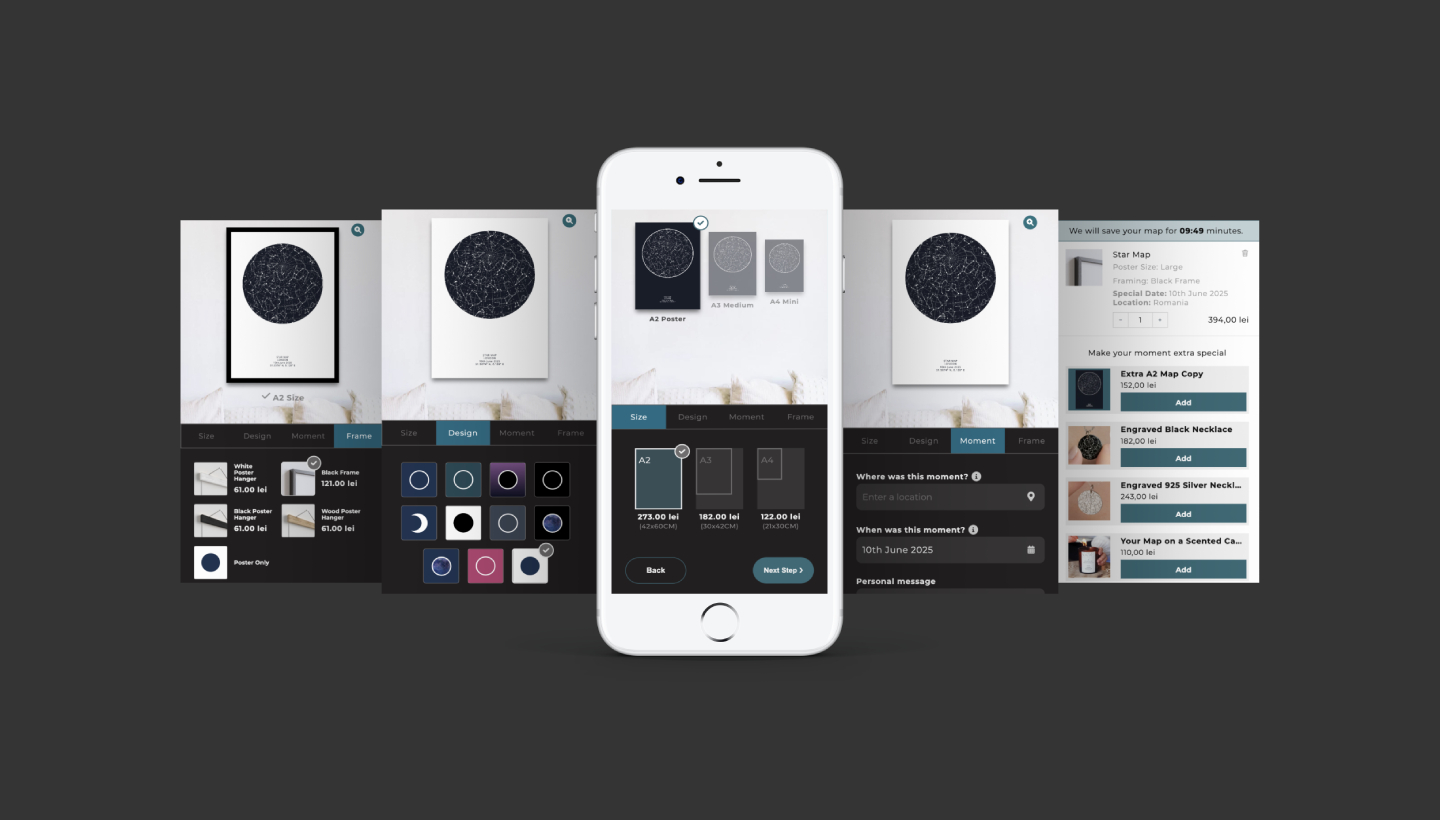 A2 Size
Size
Design
Moment
Frame
White
Poster
Hanger
61.00 lei
Black Frame
121.00 lei
Black Poster
Hanger
61.00 lei
Wood Poster
Hanger
61.00 lei
Poster Only
Size
Design
Moment
Frame
A2 Poster
A3 Medium
A4 Mini
Size
Design
Moment
Frame
A2
A3
A4
273.00 lei
(42x60CM)
182.00 lei
(30x42CM)
122.00 lei
(21x30CM)
Back
Next Step
Size
Design
Moment
Frame
Where was this moment?
Enter a location
When was this moment?
10th June 2025
Personal message
We will save your map for 09:49 minutes.
Star Map
Poster Size: Large
Framing: Black Frame
Special Date: 10th June 2025
Location: Romania
- 1 +
394,00 lei
Make your moment extra special
Extra A2 Map Copy
152,00 lei
Add
Engraved Black Necklace
182,00 lei
Add
Engraved 925 Silver Neckl...
243,00 lei
Add
Your Map on a Scented Ca...
110,00 lei
Add